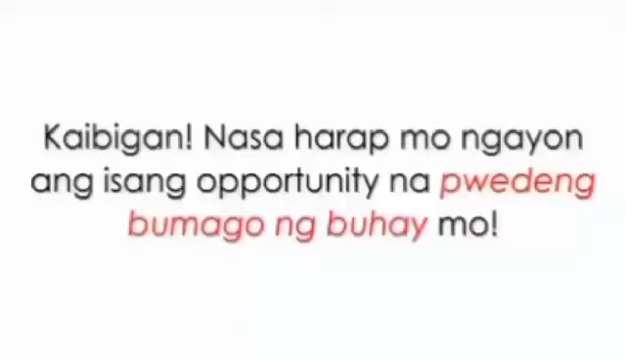 Kaibigan! Nasa harap mo ngayon
ang isang opportunity na pwedeng
bumago ng buhay mo!